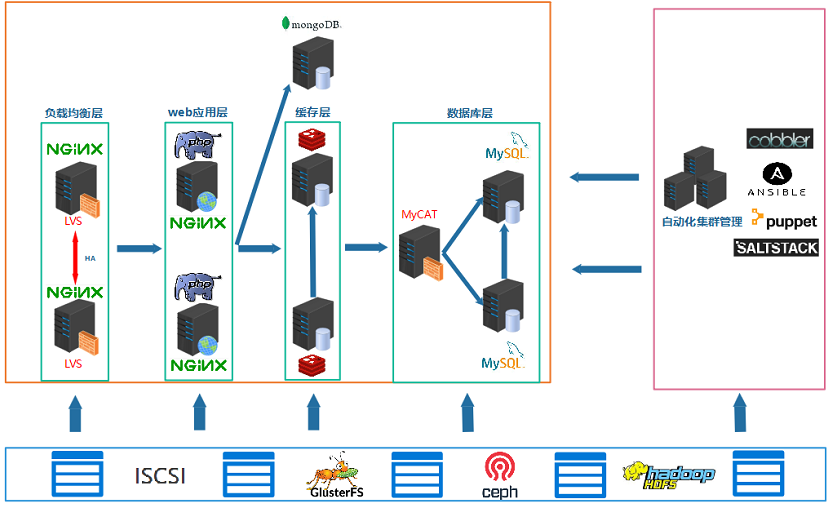 mongoDB
负载均衡层
web应用层
缓存层
数据库层
NGiNX
LVS
HA
NGiNX
LVS
php
NGiNX
php
NGiNX
MySQL
MyCAT
MySQL
cobbler
ANSIBLE
自动化集群管理
puppet
SALTSTACK
ISCSI
GlusterFS
ceph
hadoop
HDFS